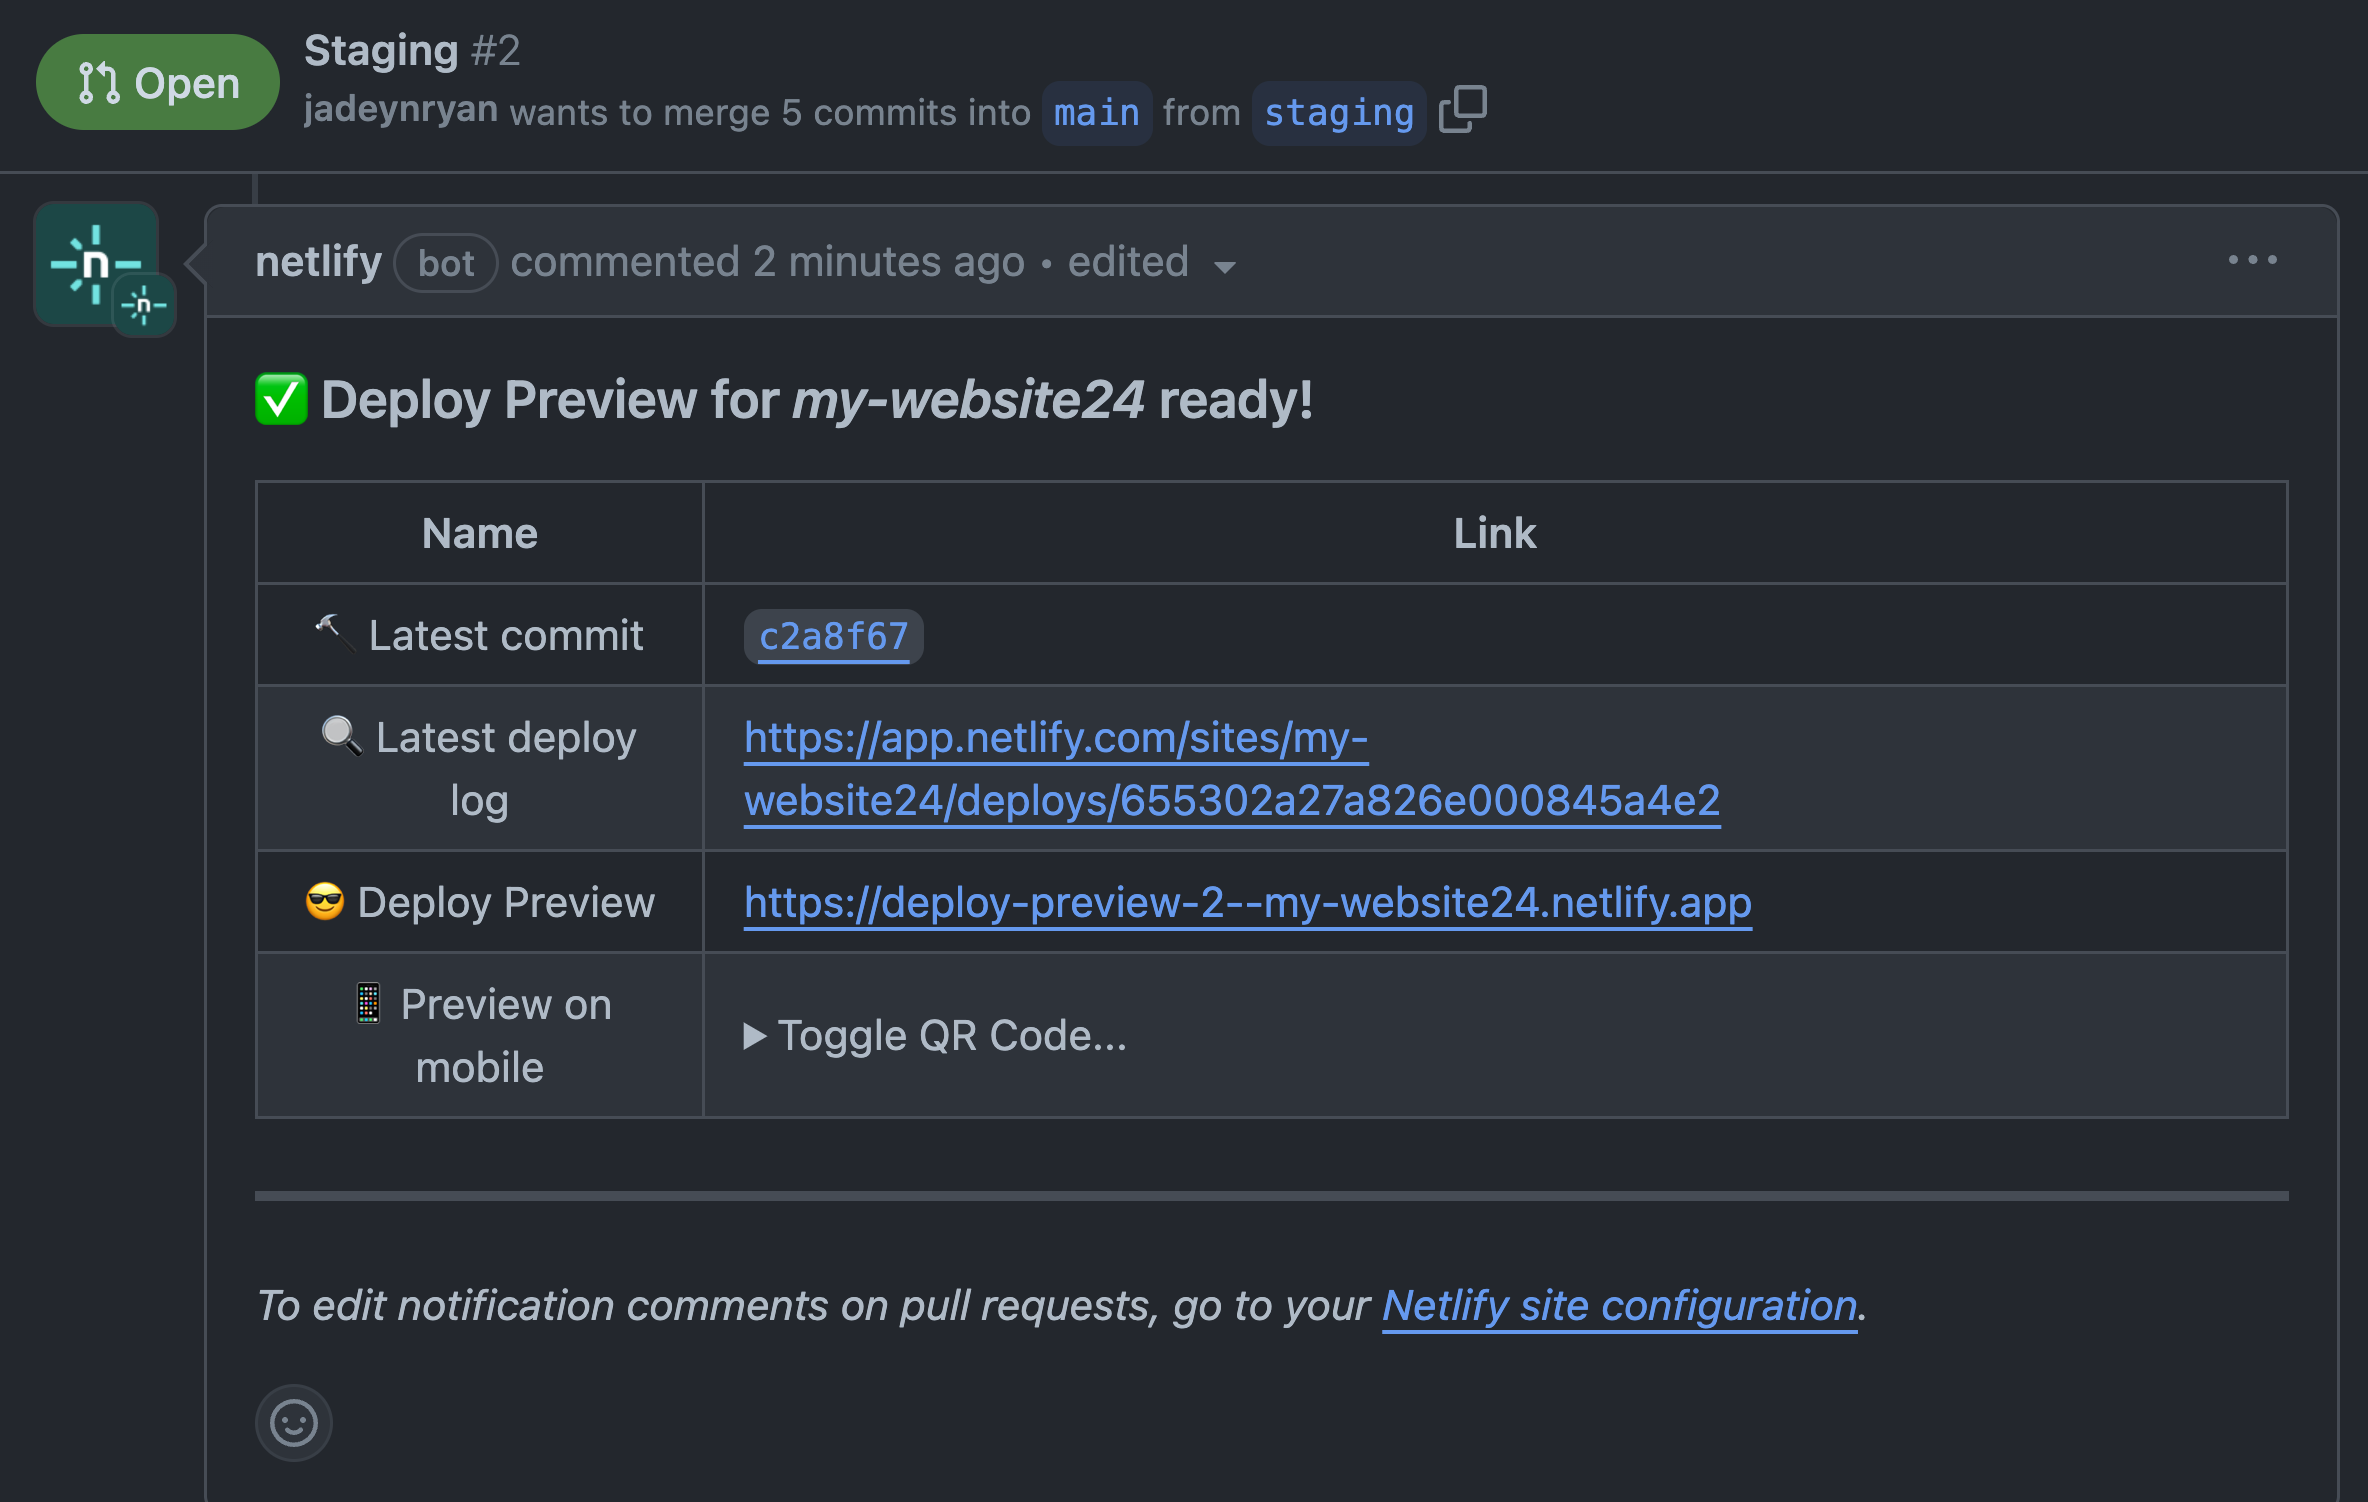 Open
Staging #2
jadeynryan wants to merge 5 commits into main from staging
netlify bot commented 2 minutes ago • edited
✅ Deploy Preview for my-website24 ready!
Name Link
🔨 Latest commit c2a8f67
🔍 Latest deploy log
https://app.netlify.com/sites/my-
website24/deploys/655302a27a826e000845a4e2
😎 Deploy Preview https://deploy-preview-2--my-website24.netlify.app
📱 Preview on mobile
Toggle QR Code...
To edit notification comments on pull requests, go to your Netlify site configuration.